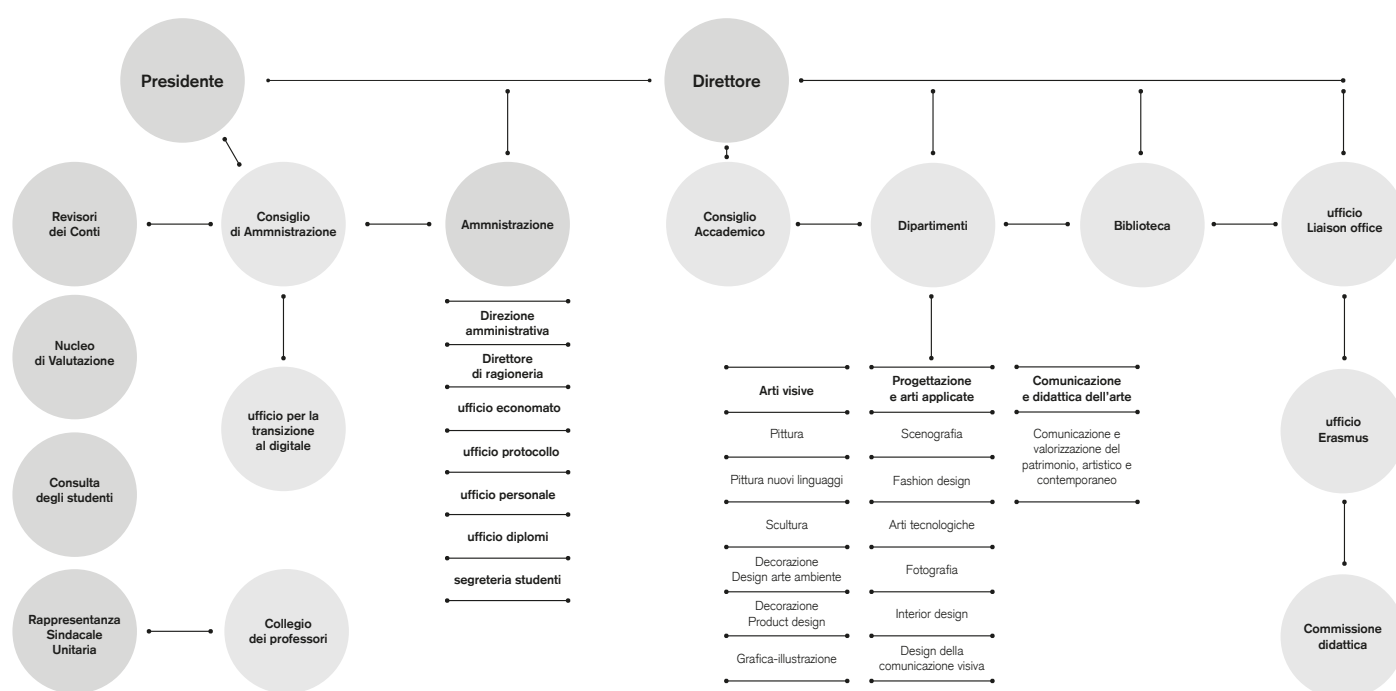 Presidente
Direttore
Revisori
dei Conti
Consiglio
di Ammnistrazione
Ammnistrazione
Consiglio
Accademico
Dipartimenti
Biblioteca
ufficio
Liaison office
Nucleo
di Valutazione
ufficio per la
transizione
al digitale
Consulta
degli studenti
Rappresentanza
Sindacale
Unitaria
Collegio
dei professori
Direzione
amministrativa
Direttore
di ragioneria
ufficio economato
ufficio protocollo
ufficio personale
ufficio diplomi
segreteria studenti
Arti visive
Pittura
Pittura nuovi linguaggi
Scultura
Decorazione
Design arte ambiente
Decorazione
Product design
Grafica-illustrazione
Progettazione
e arti applicate
Scenografia
Fashion design
Arti tecnologiche
Fotografia
Interior design
Design della
comunicazione visiva
Comunicazione
e didattica dell'arte
Comunicazione e
valorizzazione del
patrimonio, artistico e
contemporaneo
ufficio
Erasmus
Commissione
didattica